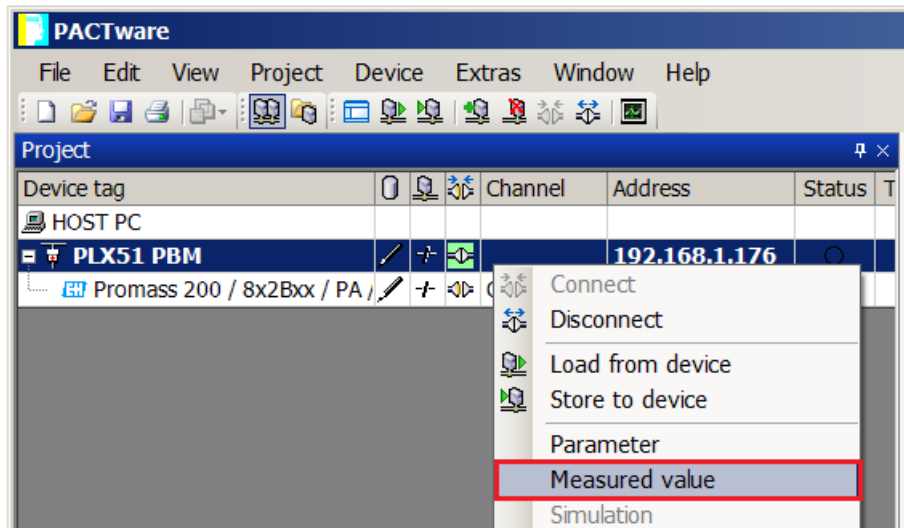 PACTware
File Edit View Project Device Extras Window Help
Project
Device tag Channel Address Status T
HOST PC
PLX51 PBM 192.168.1.176
Promass 200 / 8x2Bxx / PA /
Connect
Disconnect
Load from device
Store to device
Parameter
Measured value
Simulation